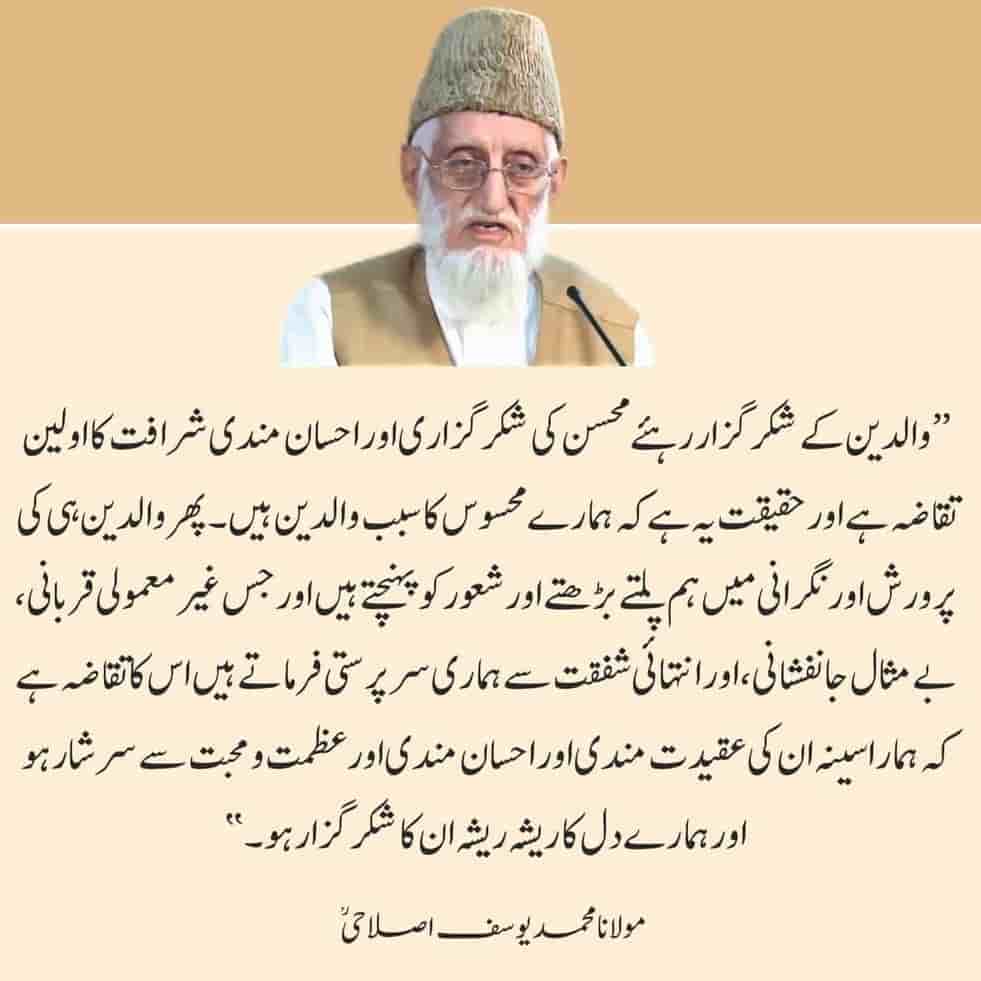 ”والدین کے شکر گزار رہئے محسن کی شکر گزاری اور احسان مندی شرافت کا اولین
تقاضہ ہے اور حقیقت یہ ہے کہ ہمارے محسوس کا سبب والدین ہیں۔ پھر والدین ہی کی
پرورش اور نگرانی میں ہم پلتے بڑھتے اور شعور کو پہنچتے ہیں اور جس غیر معمولی قربانی،
بے مثال جانفشانی، اور انتہائی شفقت سے ہماری سرپرستی فرماتے ہیں اس کا تقاضہ ہے
کہ ہمارا سینہ ان کی عقیدت مندی اور احسان مندی اور عظمت و محبت سے سرشار ہو
اور ہمارے دل کا ریشہ ریشہ ان کا شکر گزار ہو۔“
مولانا محمد یوسف اصلاحیؒ